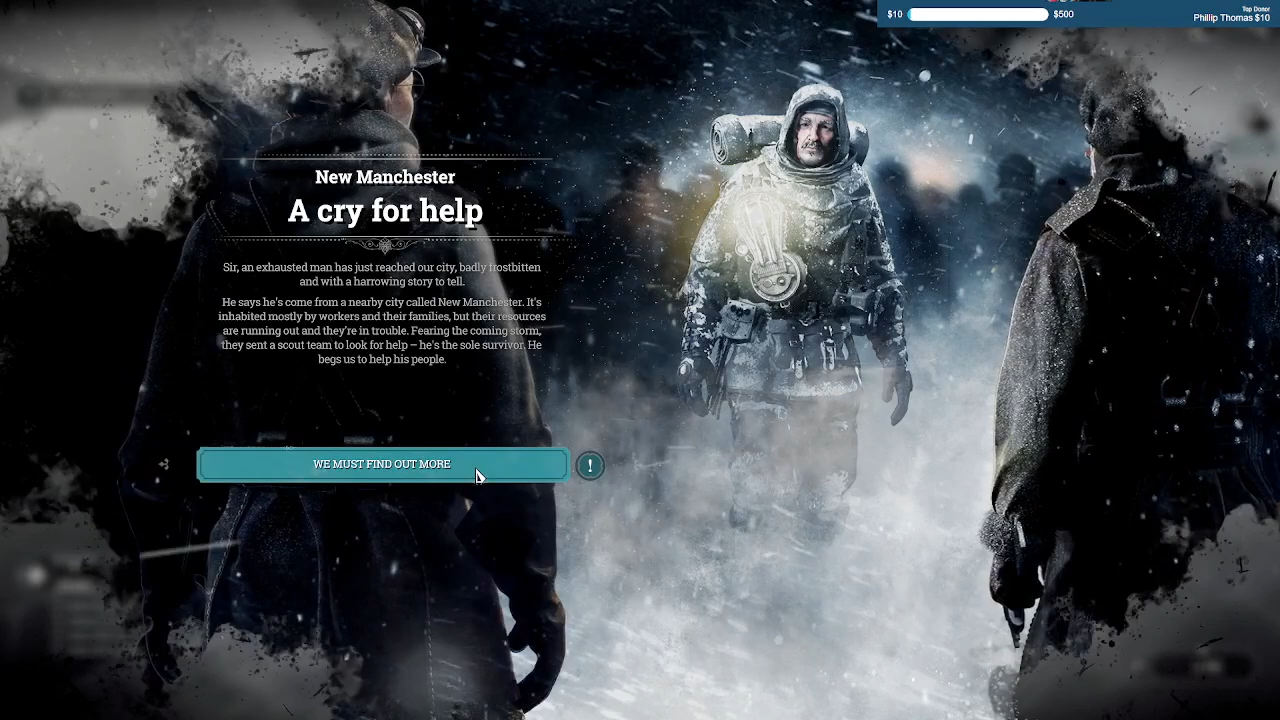 Top Donor
$10 $500 Phillip Thomas $10
New Manchester
A cry for help
Sir, an exhausted man has just reached our city, badly frostbitten
and with a harrowing story to tell.
He says he's come from a nearby city called New Manchester. It's
inhabited mostly by workers and their families, but their resources
are running out and they're in trouble. Fearing the coming storm,
they sent a scout team to look for help – he's the sole survivor. He
begs us to help his people.
WE MUST FIND OUT MORE !